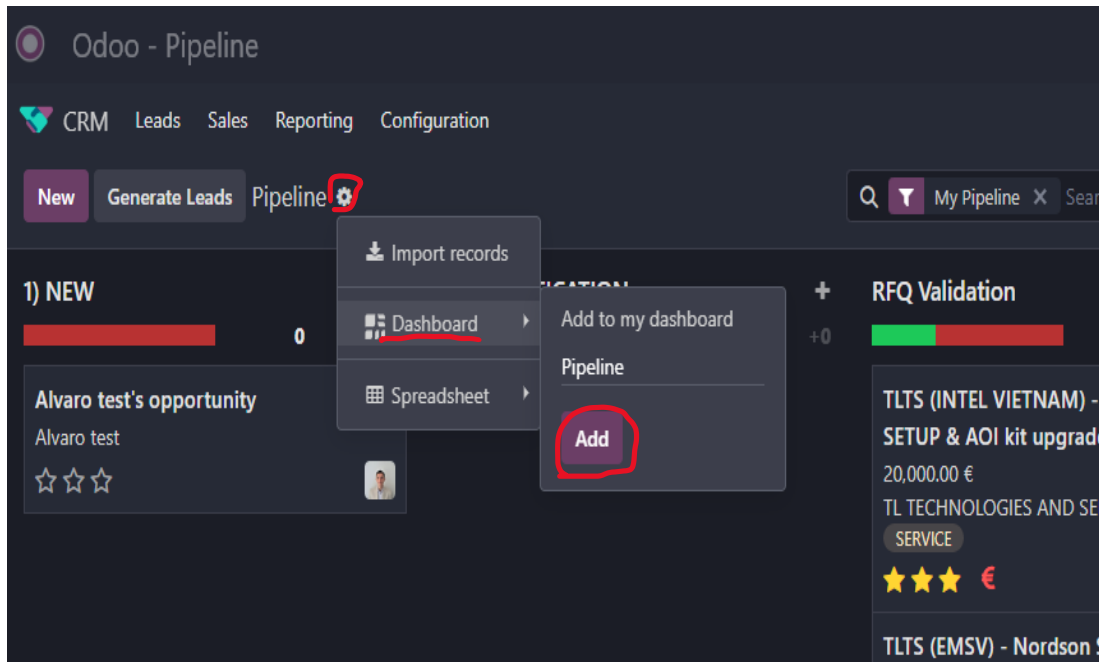 Odoo - Pipeline
CRM Leads Sales Reporting Configuration
New Generate Leads Pipeline
My Pipeline
Import records
Dashboard
Spreadsheet
Add to my dashboard
Pipeline
Add
1) NEW
0
Alvaro test's opportunity
Alvaro test
+
+0
RFQ Validation
TLTS (INTEL VIETNAM) -
SETUP & AOI kit
20,000.00 €
TL TECHNOLOGIES AND
SERVICE
€
TLTS (EMSV) - Nordson